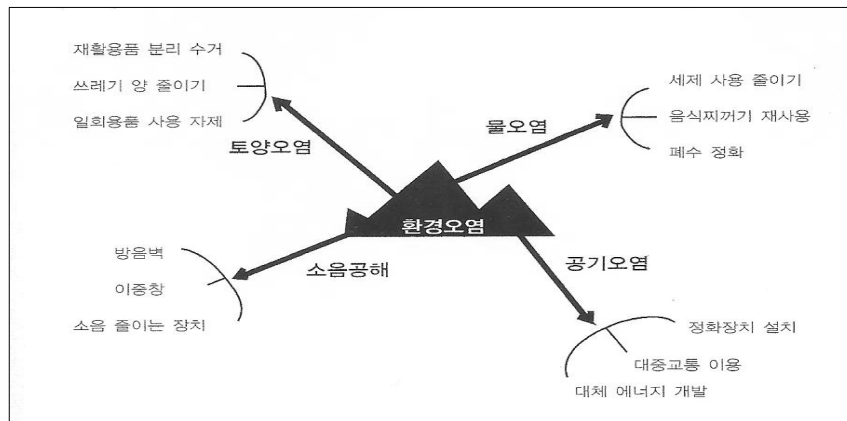 재활용품 분리 수거
쓰레기 양 줄이기
일회용품 사용 자제
토양오염
세제 사용 줄이기
음식찌꺼기 재사용
폐수 정화
물오염
환경오염
방음벽
이중창
소음 줄이는 장치
소음공해
공기오염
정화장치 설치
대중교통 이용
대체 에너지 개발